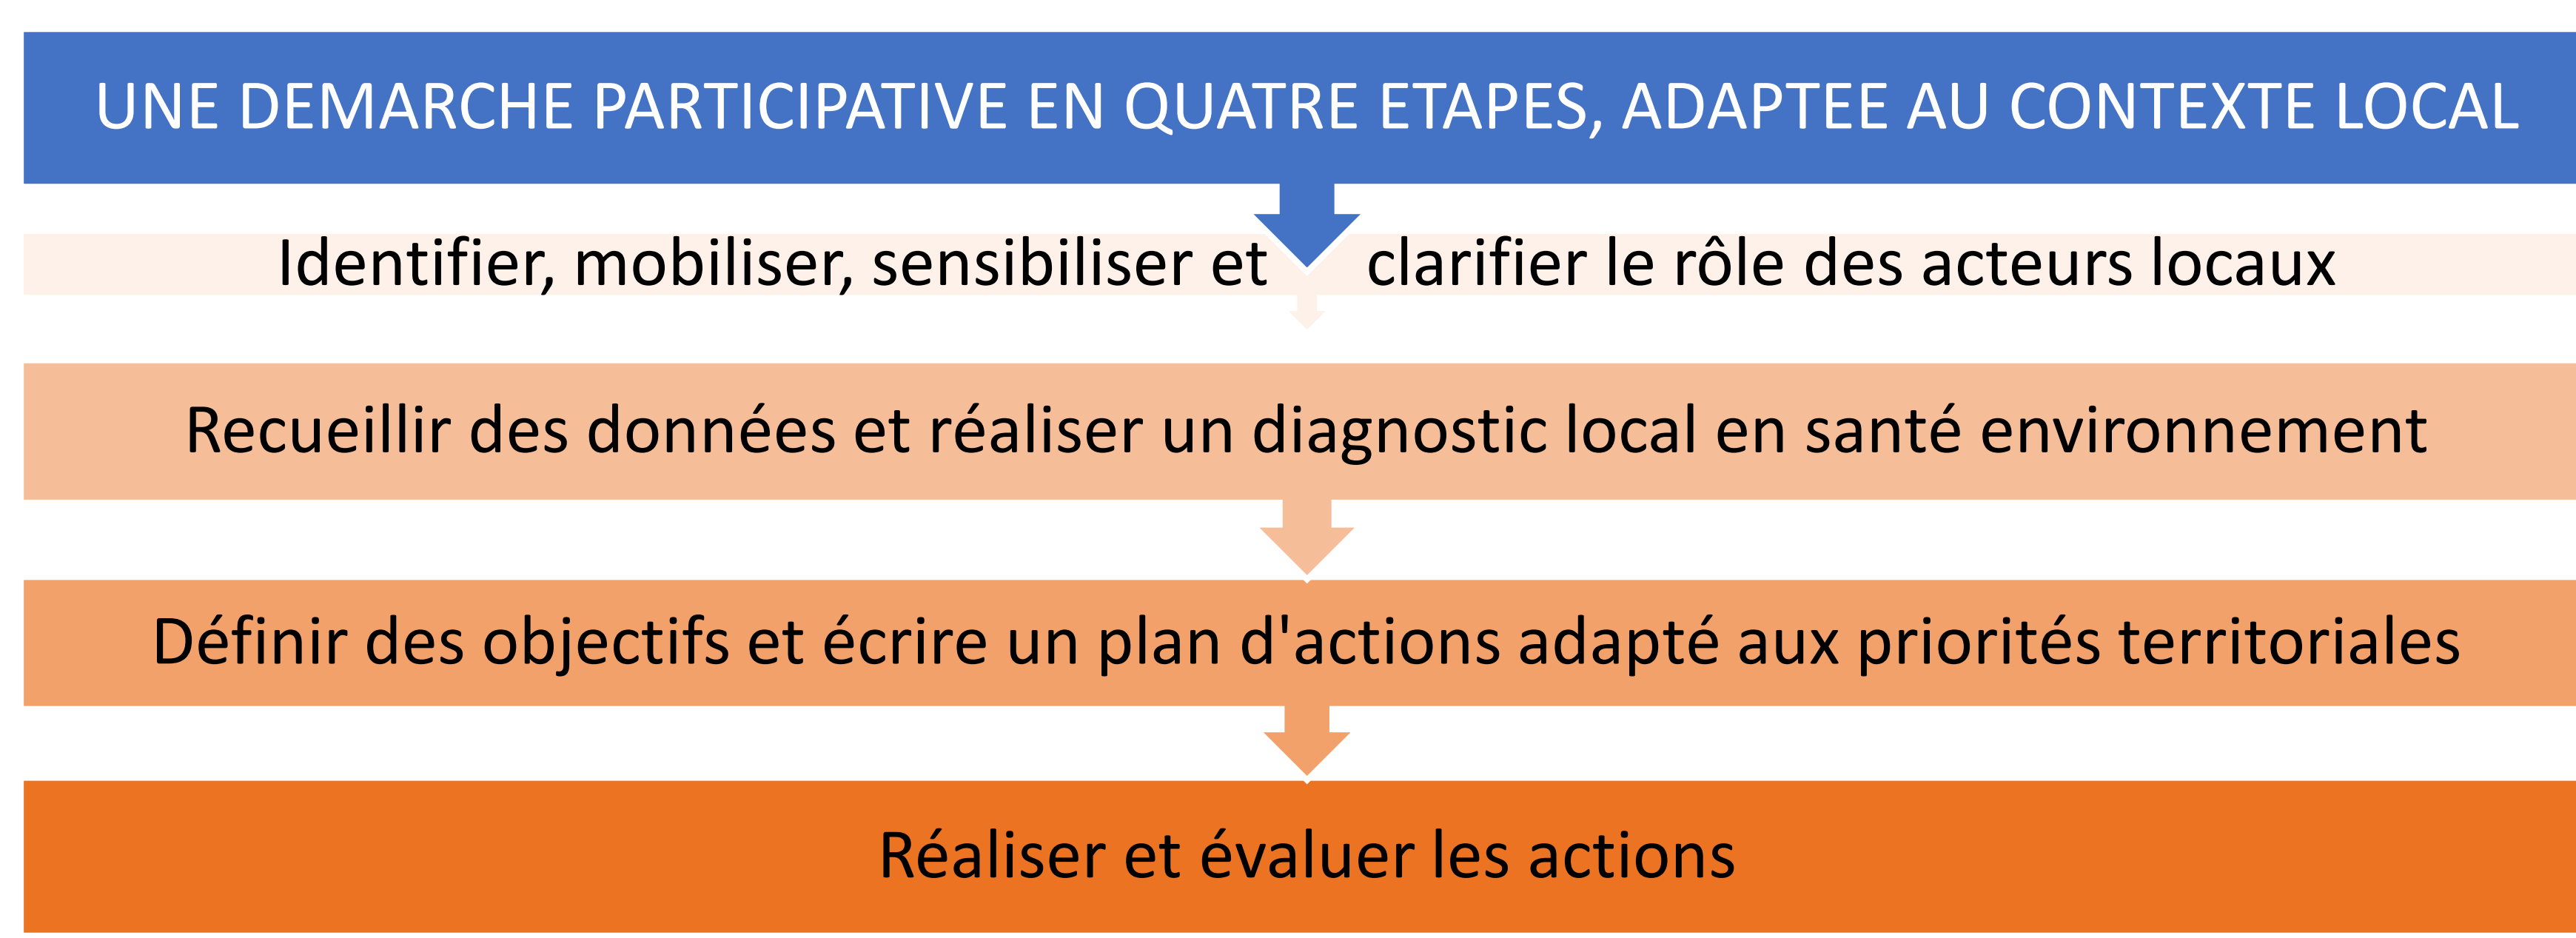 UNE DEMARCHE PARTICIPATIVE EN QUATRE ETAPES, ADAPTEE AU CONTEXTE LOCAL
Identifier, mobiliser, sensibiliser et clarifier le rôle des acteurs locaux
Recueillir des données et réaliser un diagnostic local en santé environnement
Définir des objectifs et écrire un plan d'actions adapté aux priorités territoriales
Réaliser et évaluer les actions